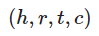 (h, r, t, c)